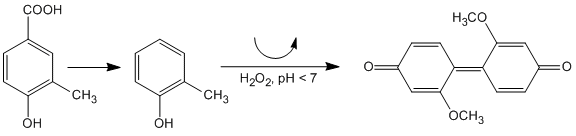 COOH
CH3
OH
CH3
OH
H2O2, pH < 7
H3CO
O
O
OCH3